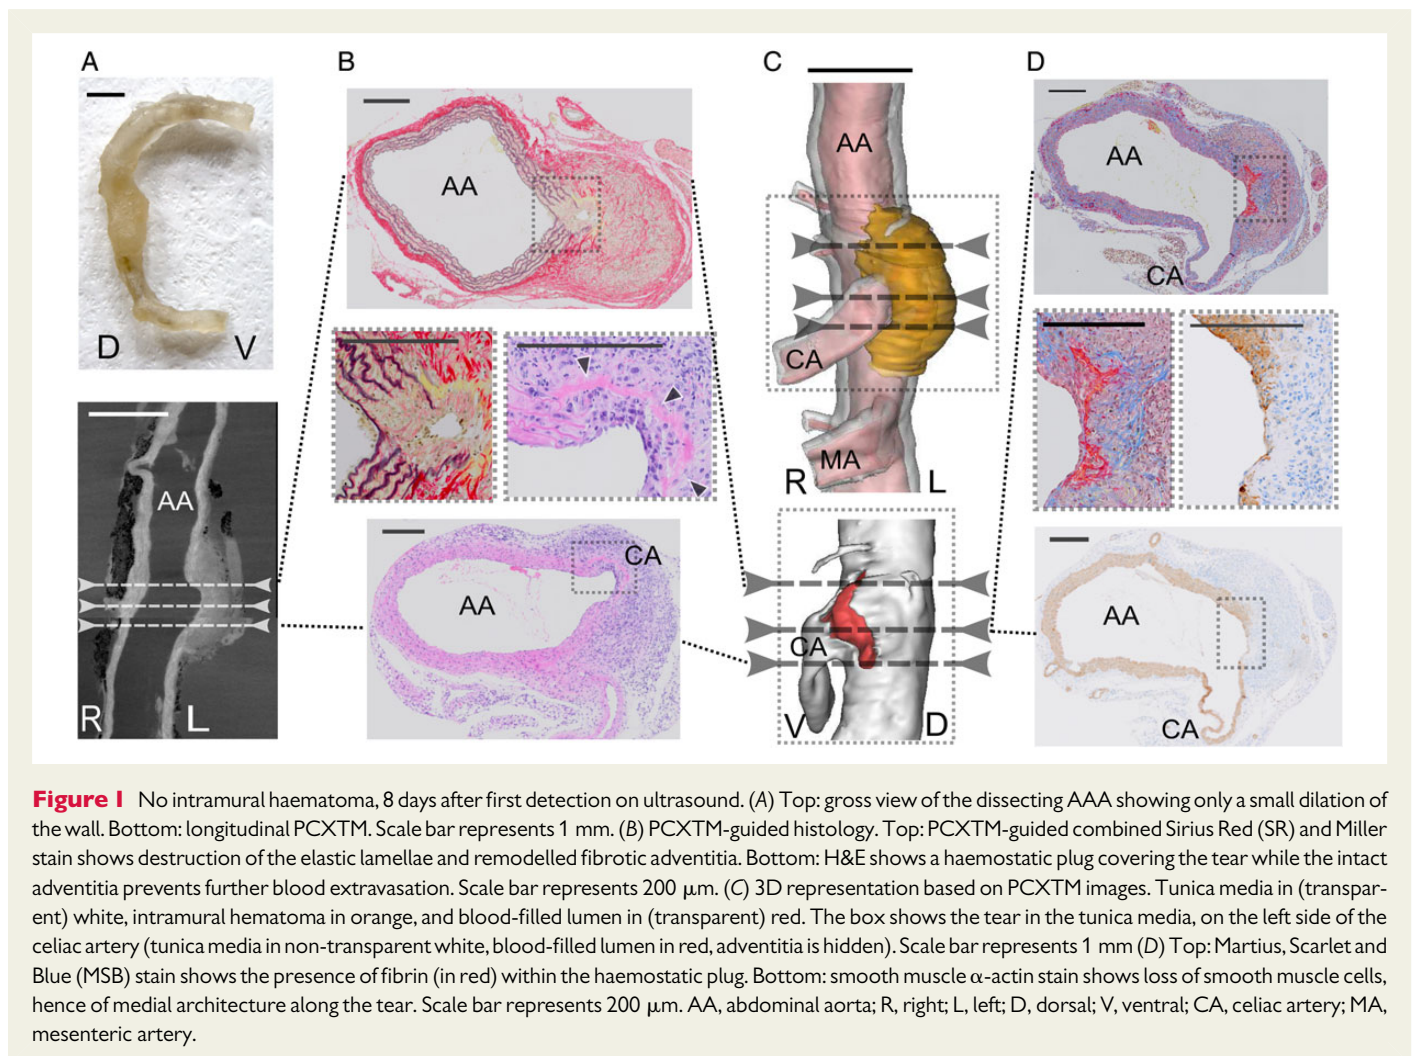 A
B
C
D
AA
AA
AA
CA
D
V
AA
CA
MA
R
L
AA
R
L
CA
AA
CA
V
D
AA
CA
Figure 1 No intramural haematoma, 8 days after first detection on ultrasound. (A) Top: gross view of the dissecting AAA showing only a small dilation of
the wall. Bottom: longitudinal PCXTM. Scale bar represents 1 mm. (B) PCXTM-guided histology. Top: PCXTM-guided combined Sirius Red (SR) and Miller
stain shows destruction of the elastic lamellae and remodelled fibrotic adventitia. Bottom: H&E shows a haemostatic plug covering the tear while the intact
adventitia prevents further blood extravasation. Scale bar represents 200 μm. (C) 3D representation based on PCXTM images. Tunica media in (transpar-
ent) white, intramural hematoma in orange, and blood-filled lumen in (transparent) red. The box shows the tear in the tunica media, on the left side of the
celiac artery (tunica media in non-transparent white, blood-filled lumen in red, adventitia is hidden). Scale bar represents 1 mm (D) Top: Martius, Scarlet and
Blue (MSB) stain shows the presence of fibrin (in red) within the haemostatic plug. Bottom: smooth muscle α-actin stain shows loss of smooth muscle cells,
hence of medial architecture along the tear. Scale bar represents 200 μm. AA, abdominal aorta; R, right; L, left; D, dorsal; V, ventral; CA, celiac artery; MA,
mesenteric artery.